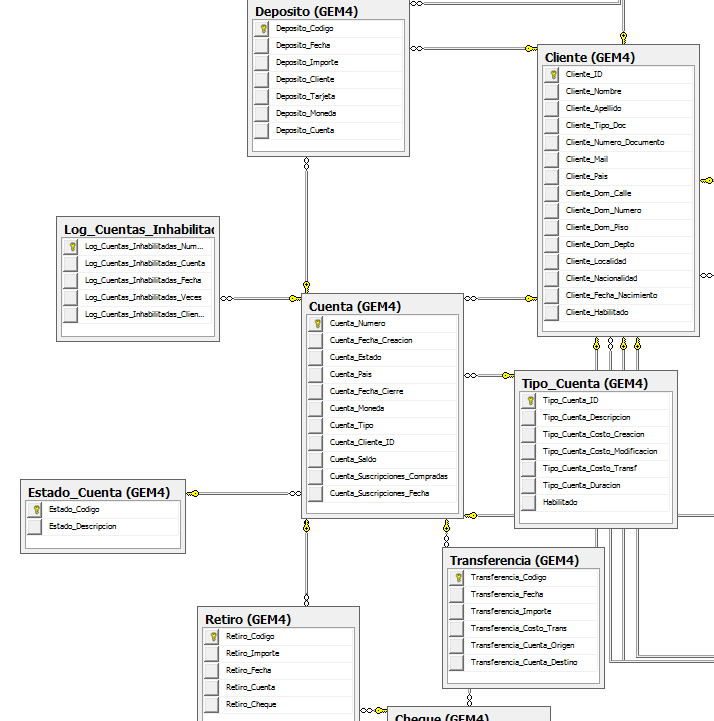 Deposito (GEM4)
Deposito_Codigo
Deposito_Fecha
Deposito_Importe
Deposito_Cliente
Deposito_Tarjeta
Deposito_Moneda
Deposito_Cuenta
Cliente (GEM4)
Cliente_ID
Cliente_Nombre
Cliente_Apellido
Cliente_Tipo_Doc
Cliente_Numero_Documento
Cliente_Mail
Cliente_Pais
Cliente_Dom_Calle
Cliente_Dom_Numero
Cliente_Dom_Piso
Cliente_Dom_Depto
Cliente_Localidad
Cliente_Nacionalidad
Cliente_Fecha_Nacimiento
Cliente_Habilitado
Log_Cuentas_Inhabilitad
Log_Cuentas_Inhabilitadas_Num...
Log_Cuentas_Inhabilitadas_Cuenta
Log_Cuentas_Inhabilitadas_Fecha
Log_Cuentas_Inhabilitadas_Veces
Log_Cuentas_Inhabilitadas_Clien...
Cuenta (GEM4)
Cuenta_Numero
Cuenta_Fecha_Creacion
Cuenta_Estado
Cuenta_Pais
Cuenta_Fecha_Cierre
Cuenta_Moneda
Cuenta_Tipo
Cuenta_Cliente_ID
Cuenta_Saldo
Cuenta_Suscripciones_Compradas
Cuenta_Suscripciones_Fecha
Tipo_Cuenta (GEM4)
Tipo_Cuenta_ID
Tipo_Cuenta_Descripcion
Tipo_Cuenta_Costo_Creacion
Tipo_Cuenta_Costo_Modificacion
Tipo_Cuenta_Costo_Transf
Tipo_Cuenta_Duracion
Habilitado
Estado_Cuenta (GEM4)
Estado_Codigo
Estado_Descripcion
Transferencia (GEM4)
Transferencia_Codigo
Transferencia_Fecha
Transferencia_Importe
Transferencia_Costo_Trans
Transferencia_Cuenta_Origen
Transferencia_Cuenta_Destino
Retiro (GEM4)
Retiro_Codigo
Retiro_Importe
Retiro_Fecha
Retiro_Cuenta
Retiro_Cheque
Cheque (GEM4)